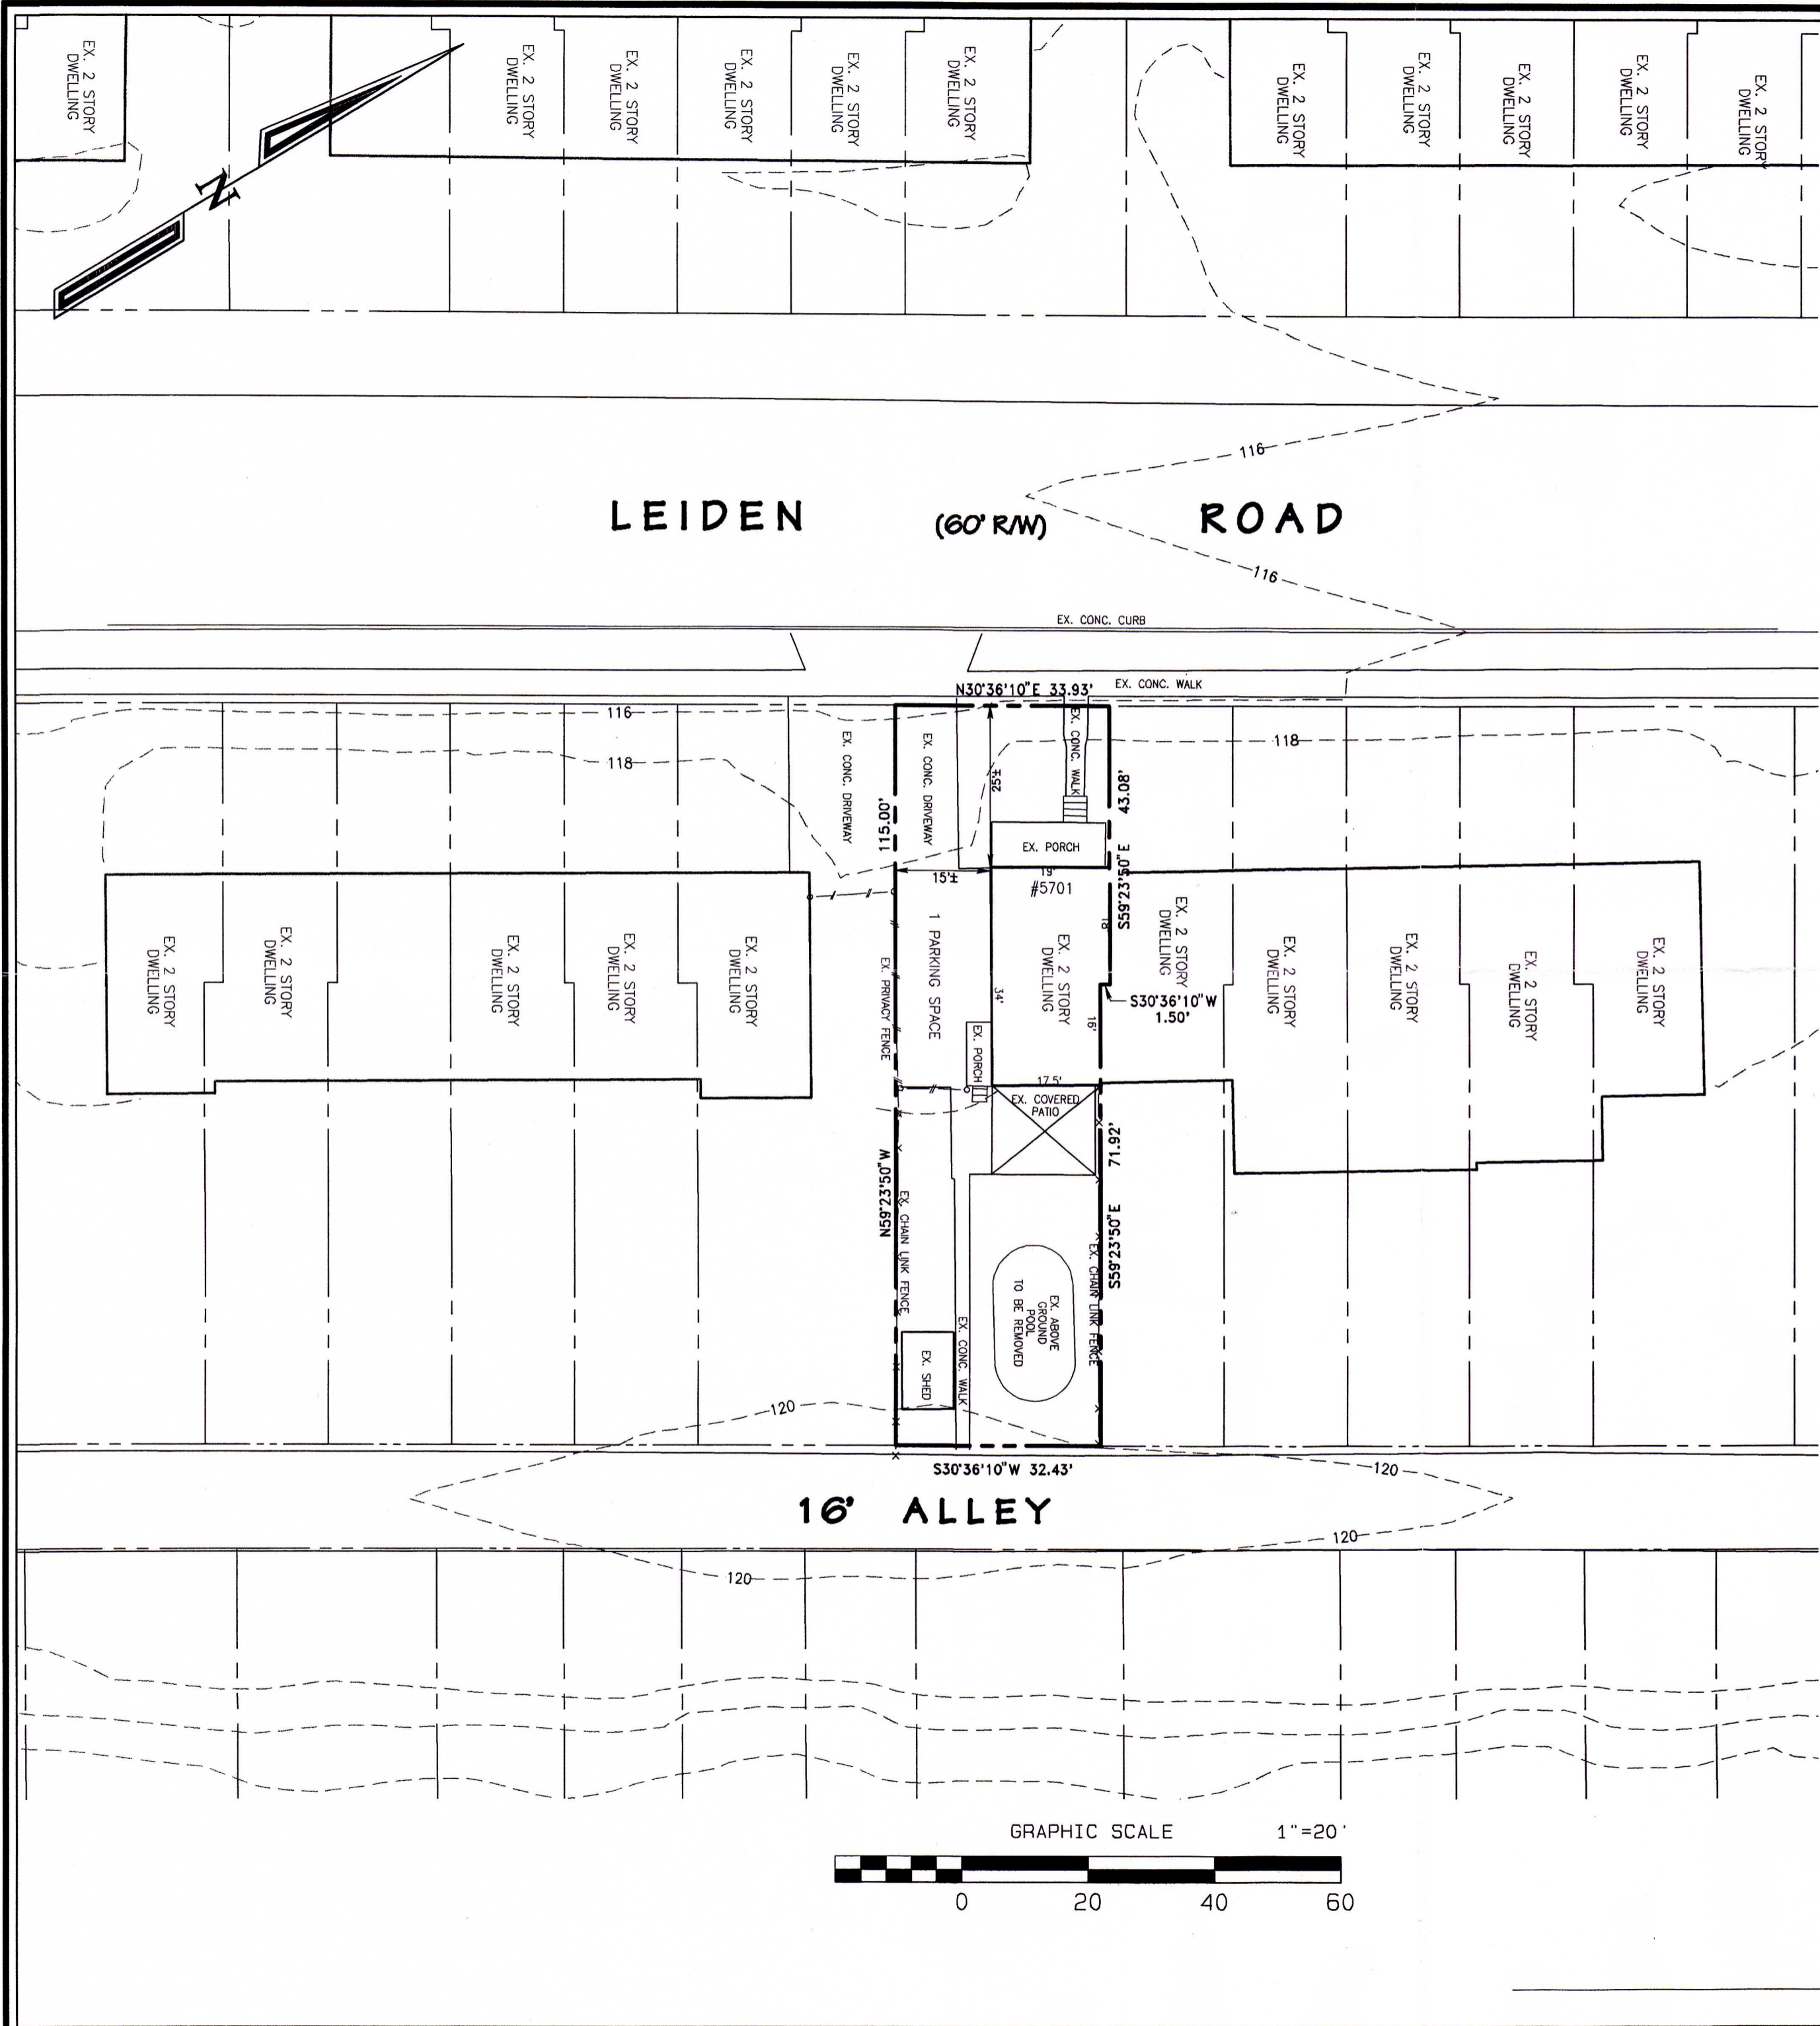 EX. 2 STORY
DWELLING
EX. 2 STORY
DWELLING
EX. 2 STORY
DWELLING
EX. 2 STORY
DWELLING
EX. 2 STORY
DWELLING
EX. 2 STORY
DWELLING
EX. 2 STORY
DWELLING
EX. 2 STORY
DWELLING
EX. 2 STORY
DWELLING
EX. 2 STORY
DWELLING
EX. 2 STORY
DWELLING
N
116
LEIDEN (60' R/W) ROAD
116
EX. CONC. CURB
N30°36'10"E 33.93'
EX. CONC. WALK
116
118
118
EX. CONC. DRIVEWAY
EX. CONC. DRIVEWAY
EX. CONC. WALK
25'±
115.00'
43.08'
S59°23'50"E
EX. PORCH
15'±
19'
#5701
18'
1 PARKING SPACE
EX. PRIVACY FENCE
34'
EX. 2 STORY
DWELLING
EX. 2 STORY
DWELLING
EX. 2 STORY
DWELLING
EX. 2 STORY
DWELLING
EX. 2 STORY
DWELLING
EX. 2 STORY
DWELLING
EX. 2 STORY
DWELLING
EX. 2 STORY
DWELLING
EX. 2 STORY
DWELLING
EX. 2 STORY
DWELLING
EX. 2 STORY
DWELLING
S30°36'10"W
1.50'
16'
EX. PORCH
17.5'
EX. COVERED
PATIO
71.92'
N59°23'50"W
S59°23'50"E
EX. CHAIN LINK FENCE
EX. CHAIN LINK FENCE
EX. ABOVE
GROUND
POOL
TO BE REMOVED
EX. SHED
EX. CONC. WALK
120
S30°36'10"W 32.43'
120
16' ALLEY
120
120
GRAPHIC SCALE 1"=20'
0 20 40 60